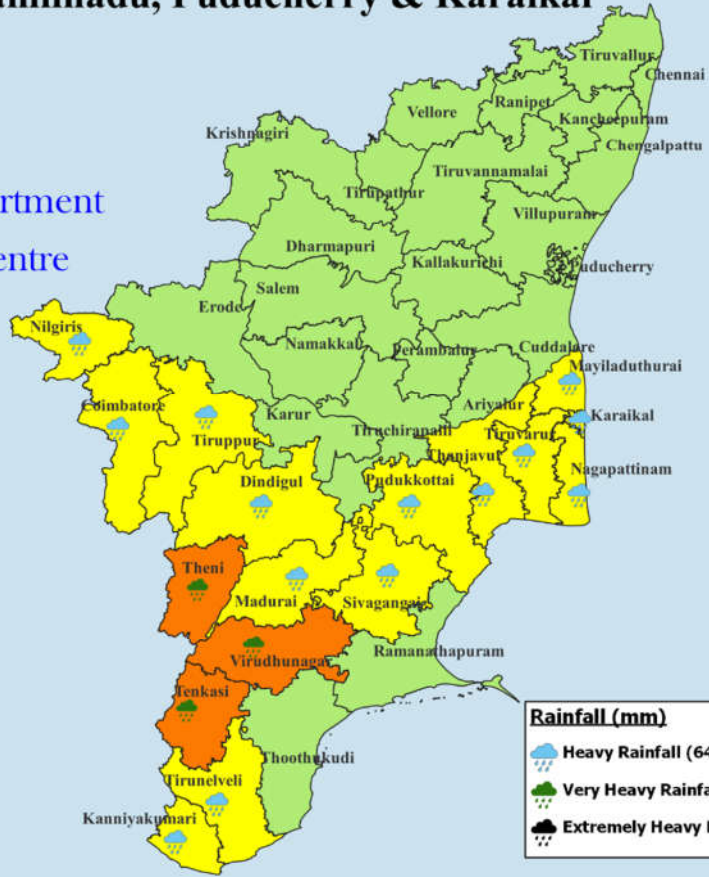 Puducherry & Karaikal
Tiruvallur
Chennai
Ranipet
Vellore
Kancheepuram
Krishnagiri
Chengalpattu
Tiruvannamalai
Tirupathur
Villupuram
Dharmapuri
Kallakurichi
Puducherry
entre
Salem
Erode
Nilgiris
Namakkal
Perambalur
Cuddalore
Mayiladuthurai
Coimbatore
Ariyalur
Karur
Karaikal
Tiruchirapalli
Tiruvarur
Tiruppur
Thanjavur
Nagapattinam
Dindigul
Pudukkottai
Theni
Madurai
Sivagangai
Virudhunagar
Ramanathapuram
Tenkasi
Rainfall (mm)
Heavy Rainfall (64
Thoothukudi
Tirunelveli
Very Heavy Rainfa
Kanniyakumari
Extremely Heavy